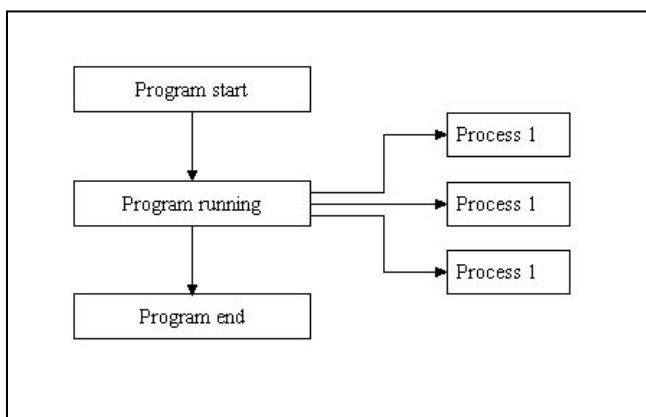 Program start
Process 1
Program running
Process 1
Process 1
Program end